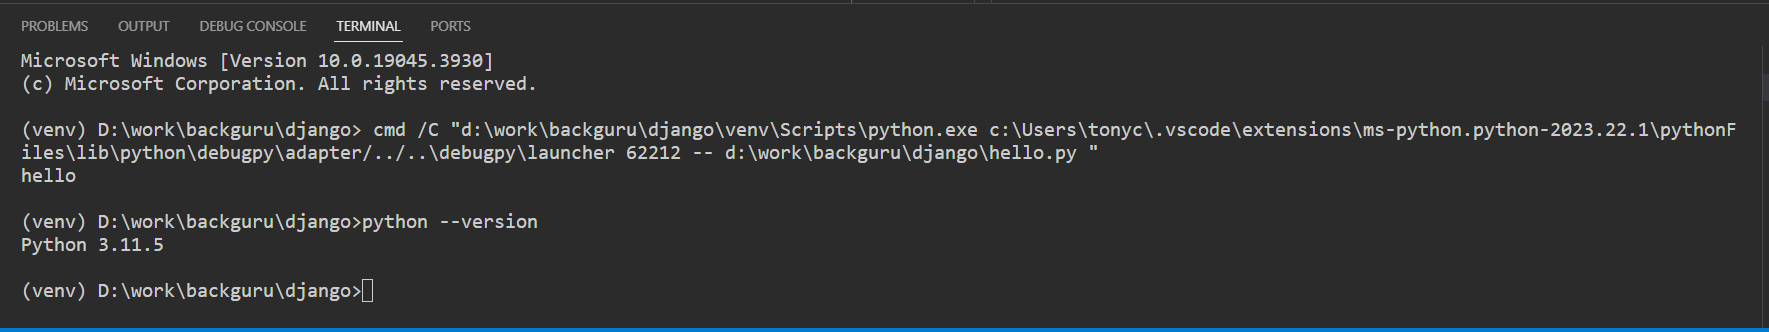 PROBLEMS OUTPUT DEBUG CONSOLE TERMINAL PORTS
Microsoft Windows [Version 10.0.19045.3930]
(c) Microsoft Corporation. All rights reserved.
(venv) D:\work\backguru\django> cmd /C "d:\work\backguru\django\venv\Scripts\python.exe c:\Users\tonyc\.vscode\extensions\ms-python.python-2023.22.1\pythonF
iles\lib\python\debugpy\adapter/../..\debugpy\launcher 62212 -- d:\work\backguru\django\hello.py "
hello
(venv) D:\work\backguru\django>python --version
Python 3.11.5
(venv) D:\work\backguru\django>